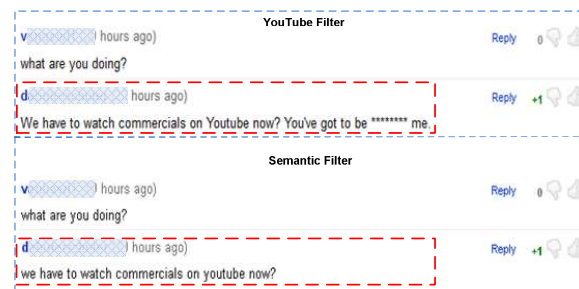 YouTube Filter
v hours ago) Reply 0
what are you doing?
d hours ago) Reply +1
We have to watch commercials on Youtube now? You've got to be ******** me.
Semantic Filter
v hours ago) Reply 0
what are you doing?
d hours ago) Reply +1
we have to watch commercials on youtube now?